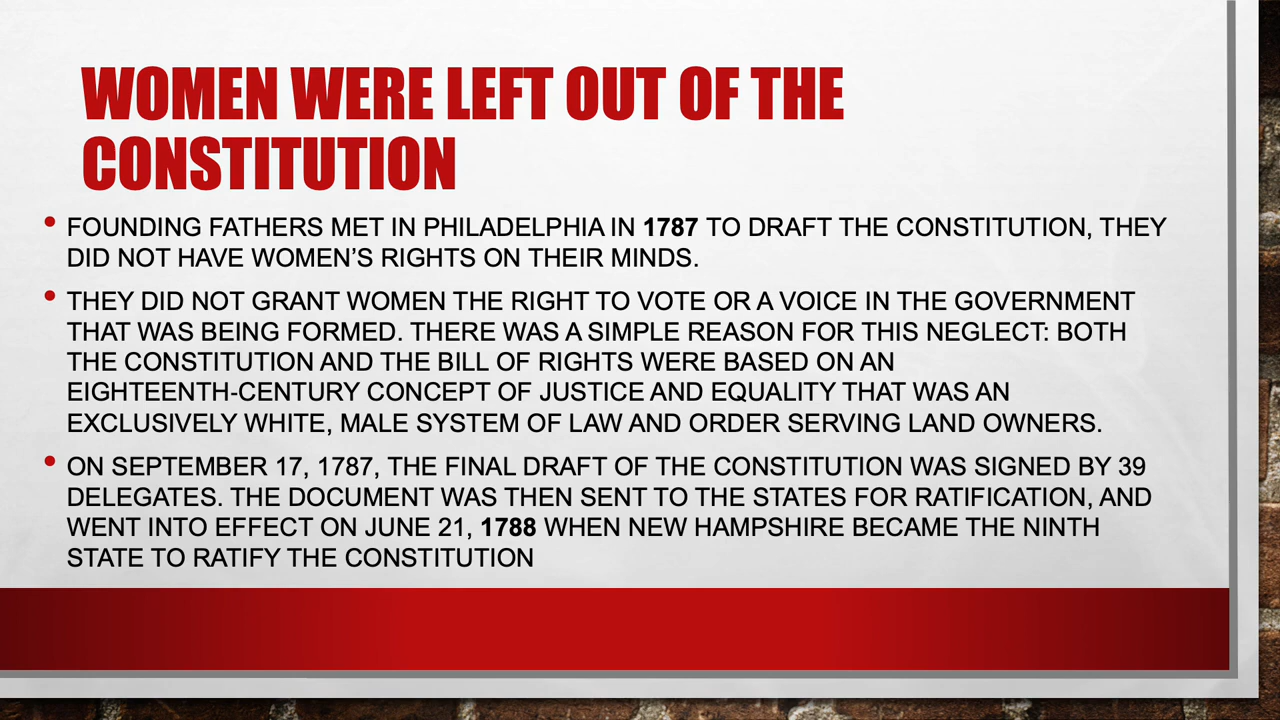 WOMEN WERE LEFT OUT OF THE
CONSTITUTION
• FOUNDING FATHERS MET IN PHILADELPHIA IN 1787 TO DRAFT THE CONSTITUTION, THEY
DID NOT HAVE WOMEN’S RIGHTS ON THEIR MINDS.
• THEY DID NOT GRANT WOMEN THE RIGHT TO VOTE OR A VOICE IN THE GOVERNMENT
THAT WAS BEING FORMED. THERE WAS A SIMPLE REASON FOR THIS NEGLECT: BOTH
THE CONSTITUTION AND THE BILL OF RIGHTS WERE BASED ON AN
EIGHTEENTH-CENTURY CONCEPT OF JUSTICE AND EQUALITY THAT WAS AN
EXCLUSIVELY WHITE, MALE SYSTEM OF LAW AND ORDER SERVING LAND OWNERS.
• ON SEPTEMBER 17, 1787, THE FINAL DRAFT OF THE CONSTITUTION WAS SIGNED BY 39
DELEGATES. THE DOCUMENT WAS THEN SENT TO THE STATES FOR RATIFICATION, AND
WENT INTO EFFECT ON JUNE 21, 1788 WHEN NEW HAMPSHIRE BECAME THE NINTH
STATE TO RATIFY THE CONSTITUTION